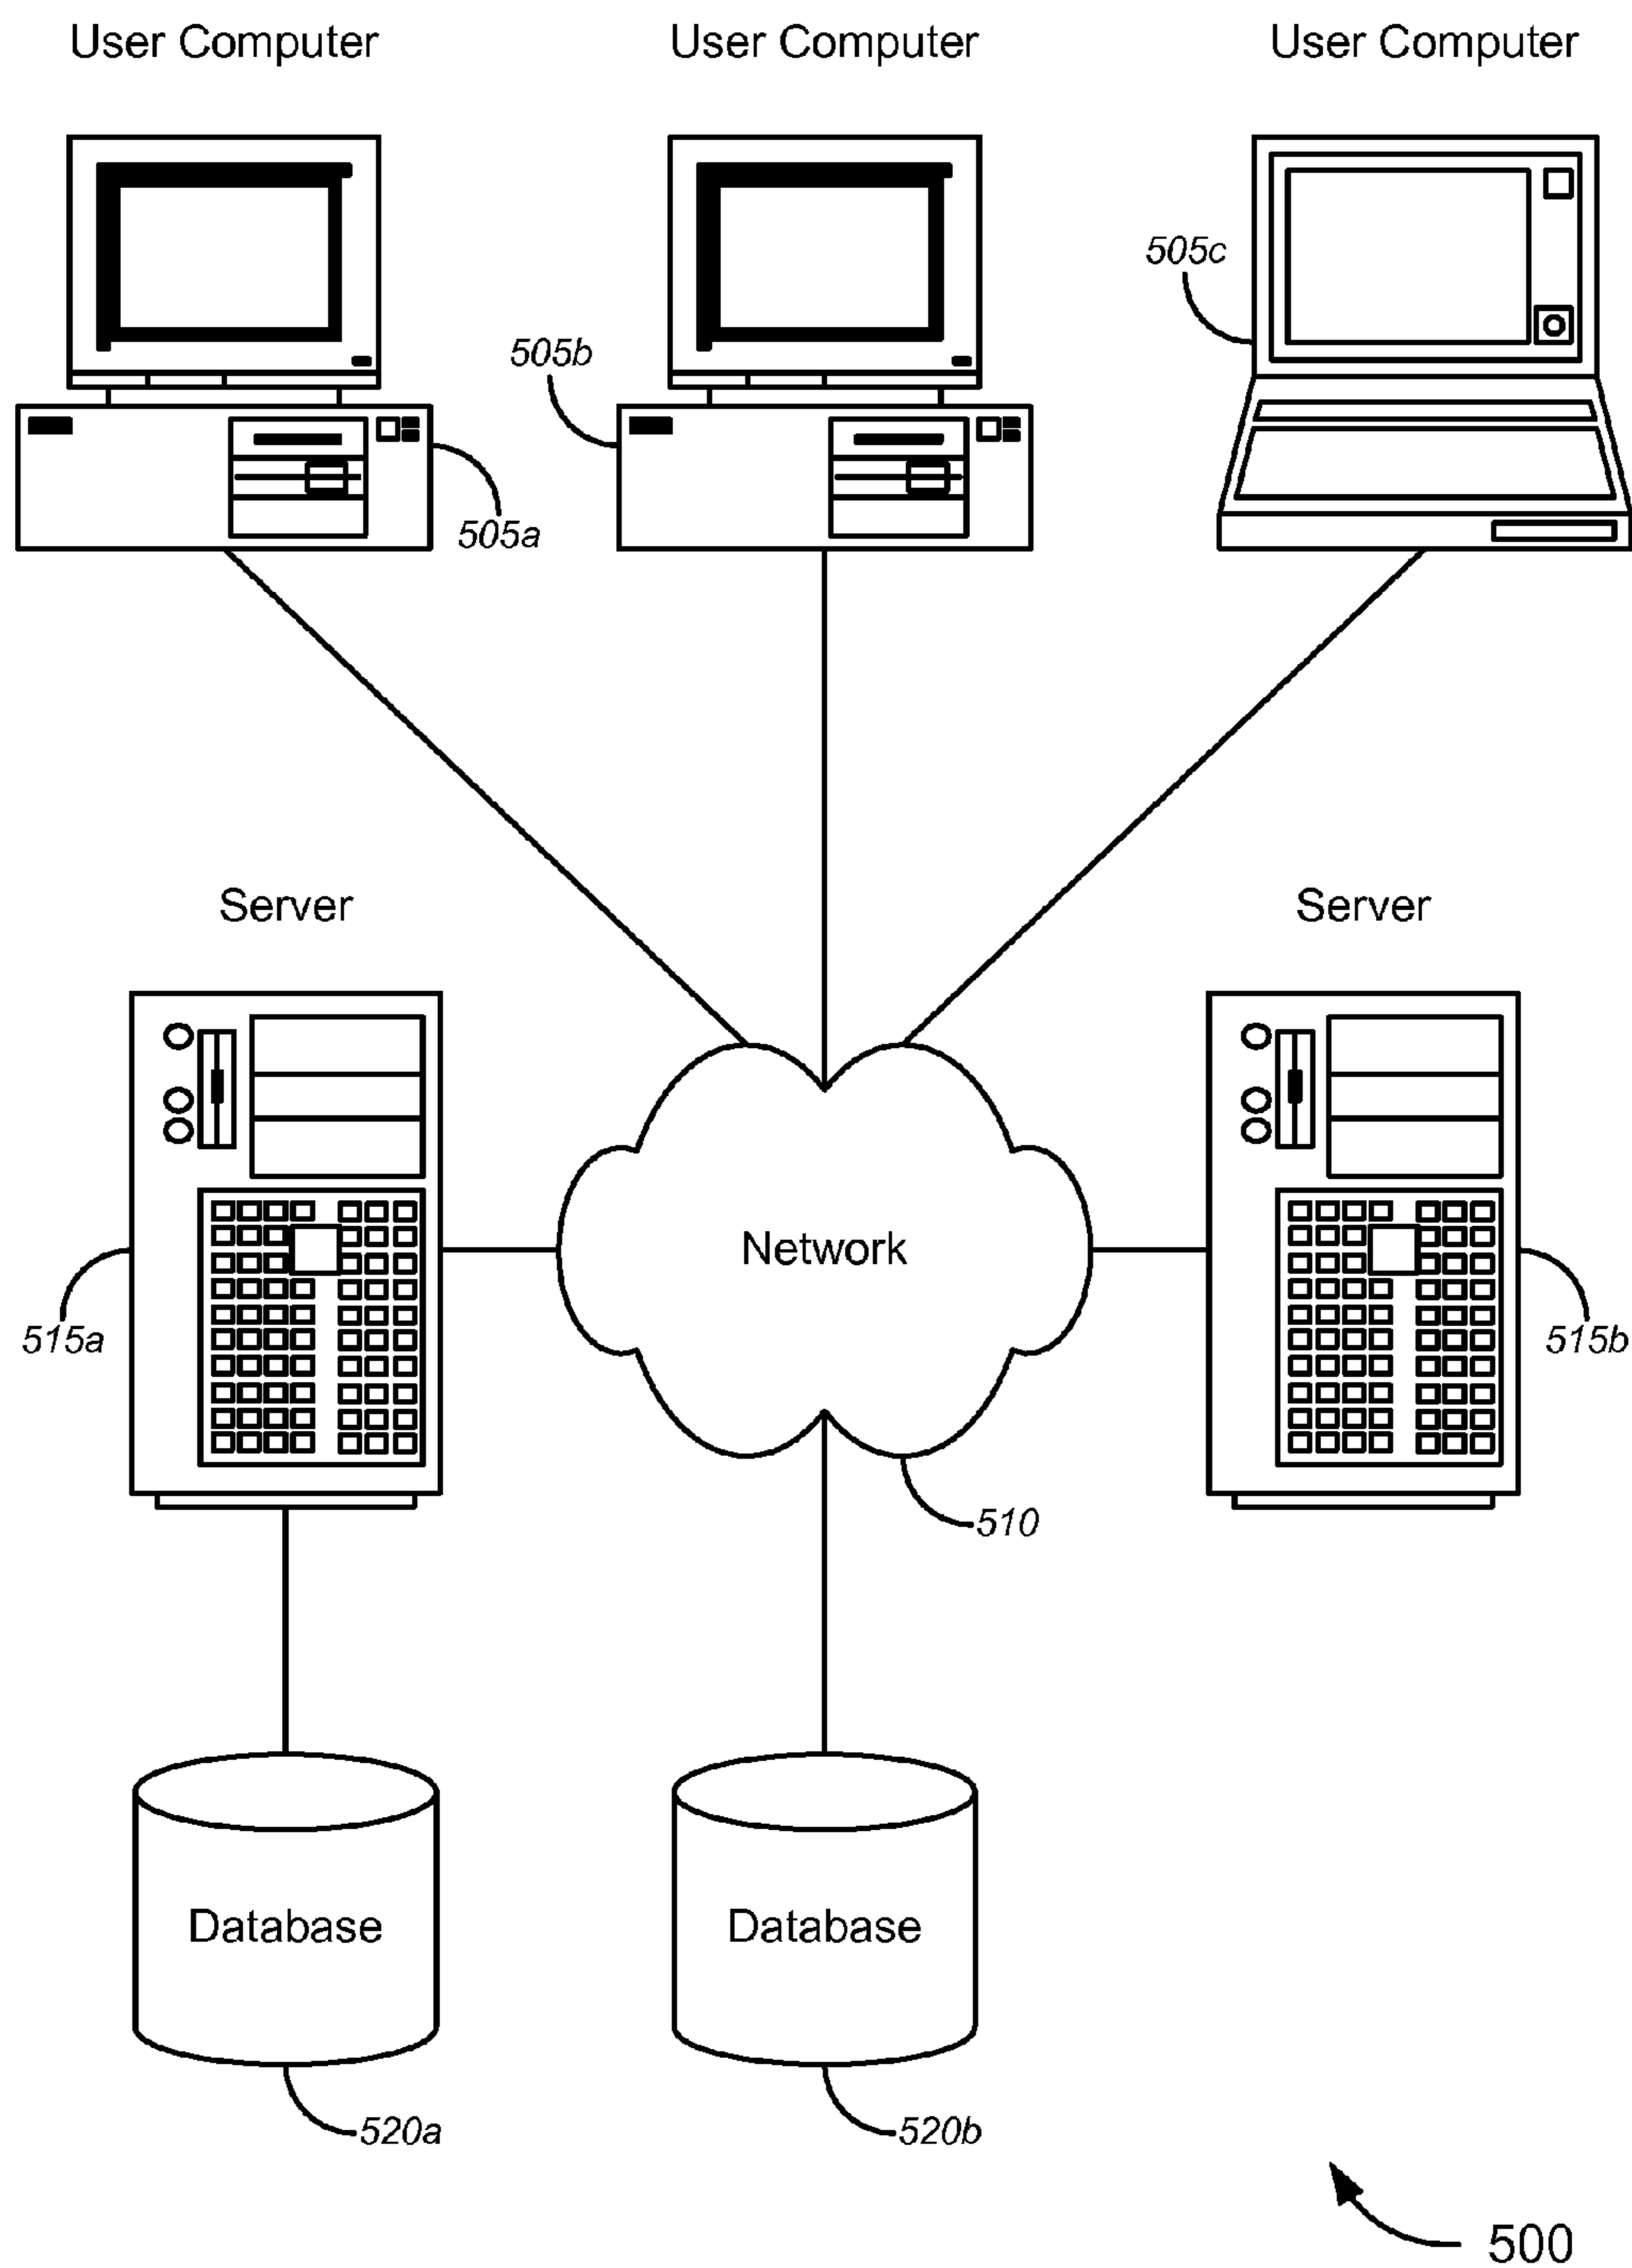 User Computer
User Computer
User Computer
505c
505b
505a
Server
Server
Network
515a
515b
510
Database
Database
520a
520b
500